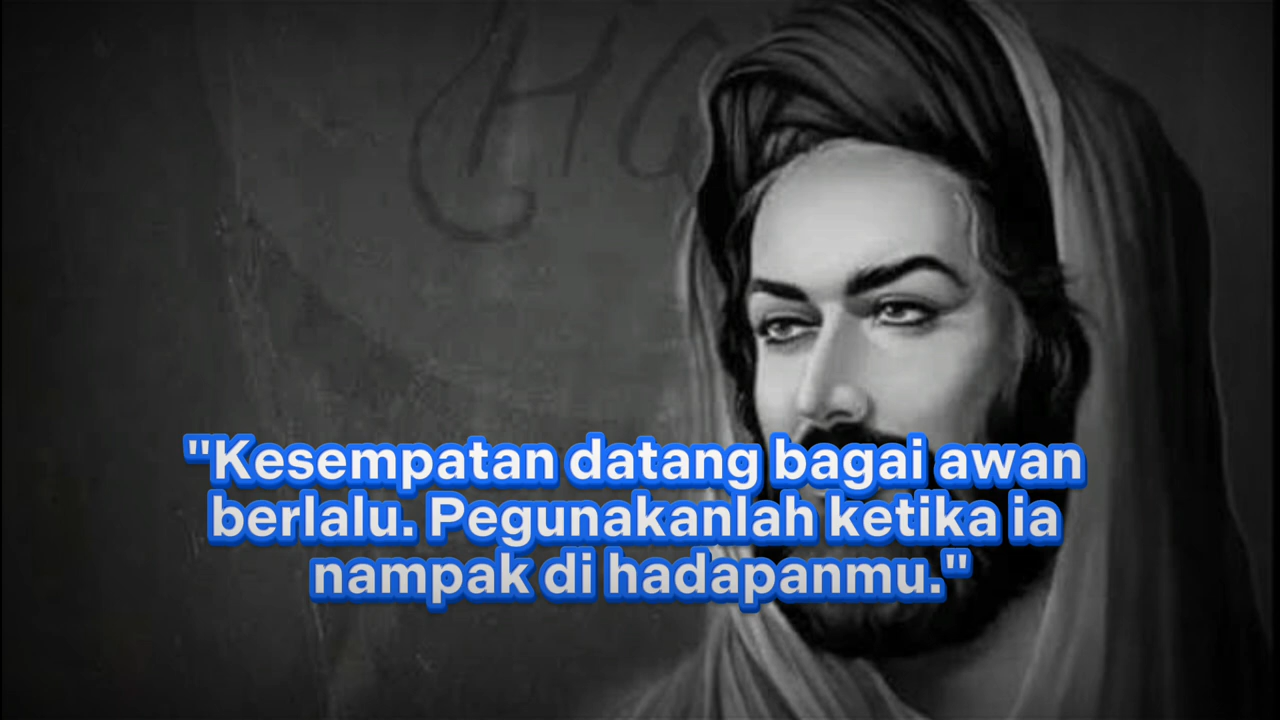 "Kesempatan datang bagai awan
berlalu. Pegunakanlah ketika ia
nampak di hadapanmu."